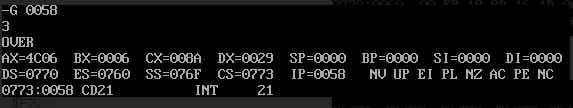 -G 0058
3
OVER
AX=4C06  BX=0006  CX=008A  DX=0029  SP=0000  BP=0000  SI=0000  DI=0000
DS=0770  ES=0760  SS=076F  CS=0773  IP=0058   NV UP EI PL NZ AC PE NC
0773:0058 CD21          INT     21